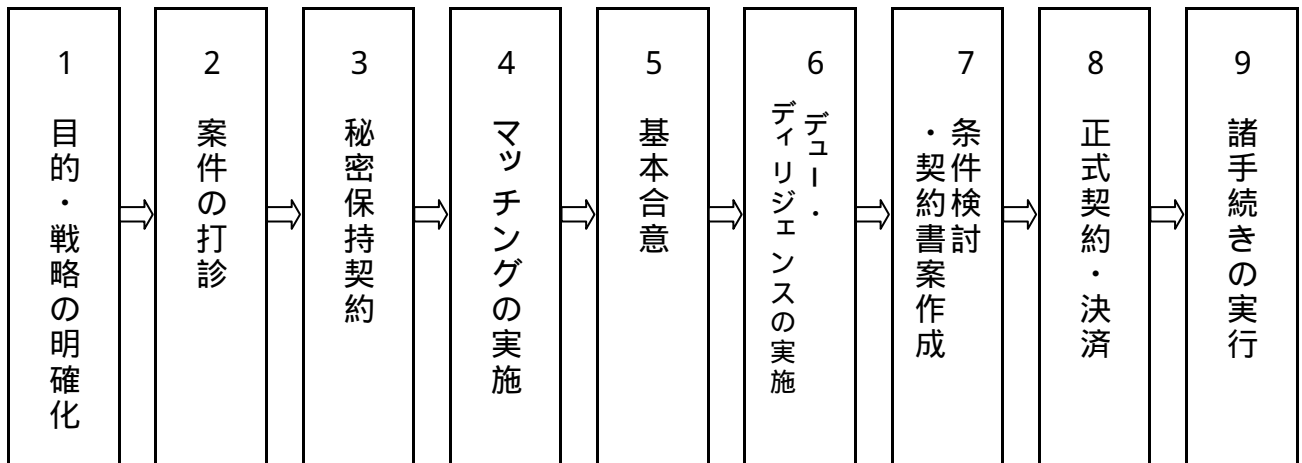 1
目的・戦略の明確化
2
案件の打診
3
秘密保持契約
4
マッチングの実施
5
基本合意
6
デュー・
ディリジェンスの実施
7
条件検討
・契約書案作成
8
正式契約・決済
9
諸手続きの実行